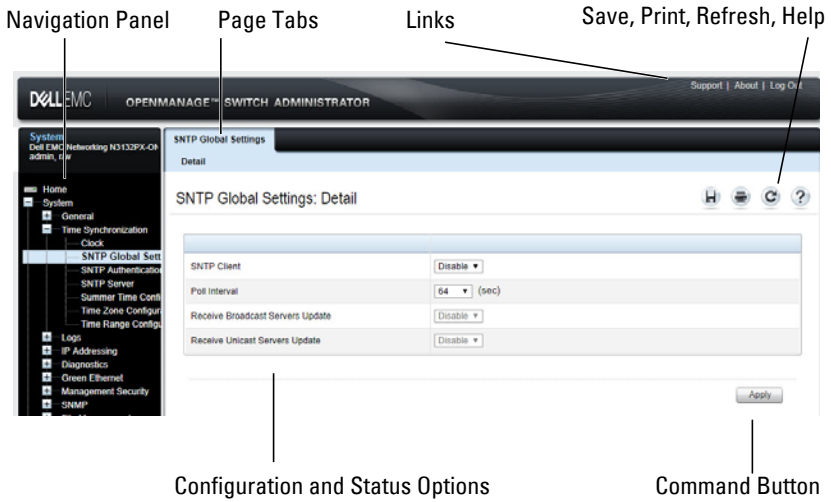 Navigation Panel Page Tabs Links Save, Print, Refresh, Help
DELLEMC OPENMANAGE™ SWITCH ADMINISTRATOR
Support | About | Log Out
System
Dell EMC Networking N3132PX-ON
admin, r/w
SNTP Global Settings
Detail
Home
System
General
Time Synchronization
Clock
SNTP Global Sett
SNTP Authentication
SNTP Server
Summer Time Confi
Time Zone Configur
Time Range Configu
Logs
IP Addressing
Diagnostics
Green Ethernet
Management Security
SNMP
SNTP Global Settings: Detail
?
SNTP Client Disable
Poll Interval 64 (sec)
Receive Broadcast Servers Update Disable
Receive Unicast Servers Update Disable
Apply
Configuration and Status Options Command Button